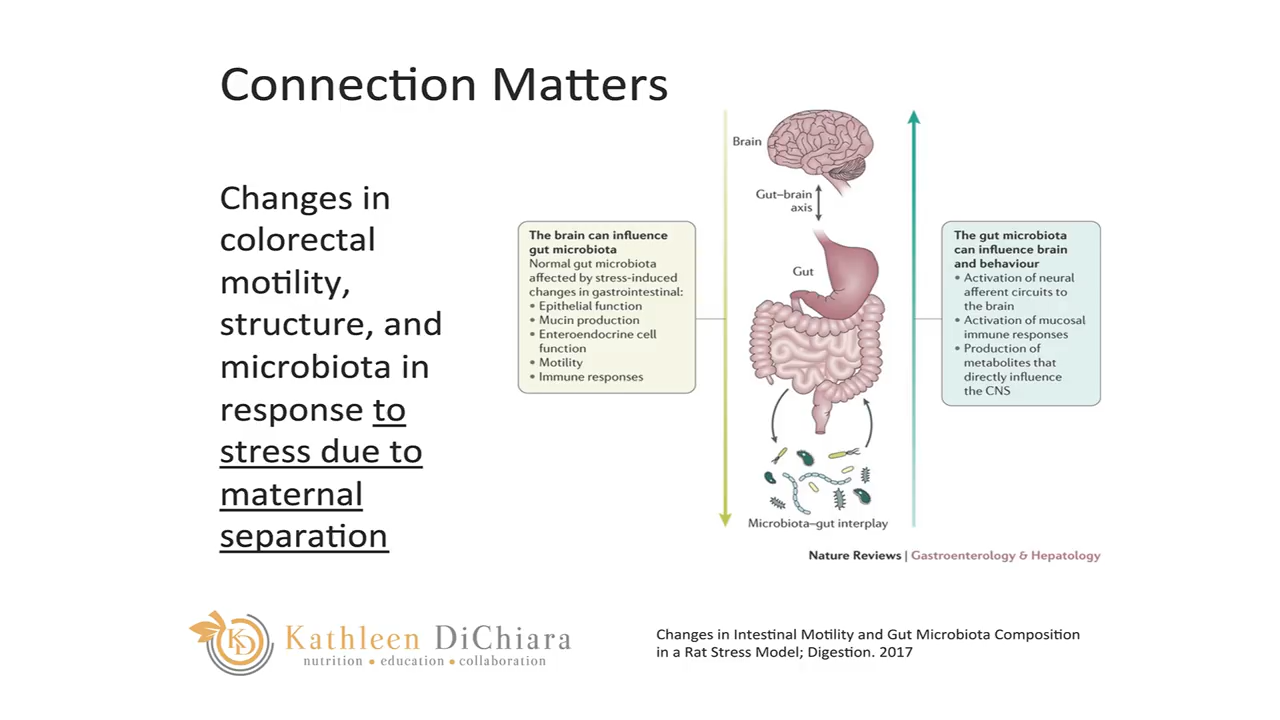 Connection Matters
Changes in
colorectal
motility,
structure, and
microbiota in
response to
stress due to
maternal
separation
The brain can influence
gut microbiota
Normal gut microbiota
affected by stress-induced
changes in gastrointestinal:
• Epithelial function
• Mucin production
• Enteroendocrine cell
function
• Motility
• Immune responses
Brain
Gut–brain
axis
Gut
Microbiota–gut interplay
The gut microbiota
can influence brain
and behaviour
• Activation of neural
afferent circuits to
the brain
• Activation of mucosal
immune responses
• Production of
metabolites that
directly influence
the CNS
Nature Reviews | Gastroenterology & Hepatology
KD
Kathleen DiChiara
nutrition • education • collaboration
Changes in Intestinal Motility and Gut Microbiota Composition
in a Rat Stress Model; Digestion. 2017